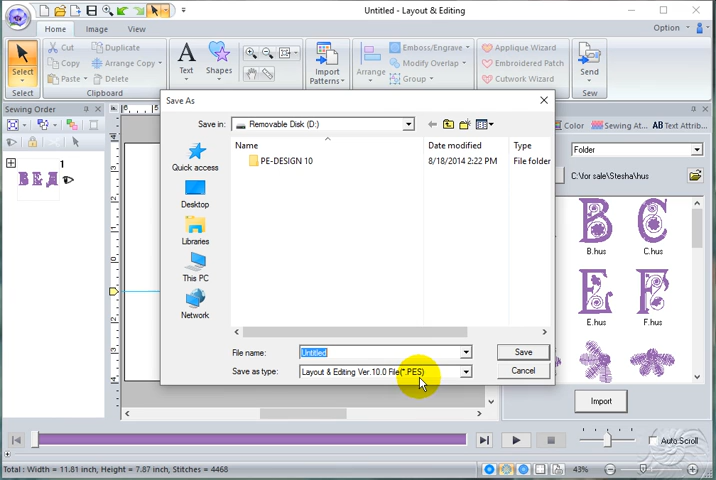 Untitled - Layout & Editing
Home
Image
View
Option
Select
Cut
Copy
Paste
Duplicate
Array Copy
Delete
Text
Shapes
Import
Patterns
Arrange
Emboss/Engrave
Modify Overlap
Group
Applique Wizard
Embroidered Patch
Cutwork Wizard
Send
Select
Clipboard
Sew
Sewing Order
Color
Sewing At...
AB Text Attrib...
1
BEA
Save As
Save in:
Removable Disk (D:)
Name
Date modified
Type
PE-DESIGN 10
8/18/2014 2:22 PM
File folder
Quick access
Desktop
Libraries
This PC
Network
File name:
Untitled
Save
Save as type:
Layout & Editing Ver.10.0 File(*.PES)
Cancel
Folder
C:\for sale\Stesha\hus
B C
B.hus
C.hus
E F
E.hus
F.hus
Import
Auto Scroll
Total : Width = 11.81 inch, Height = 7.87 inch, Stitches = 4468
43%